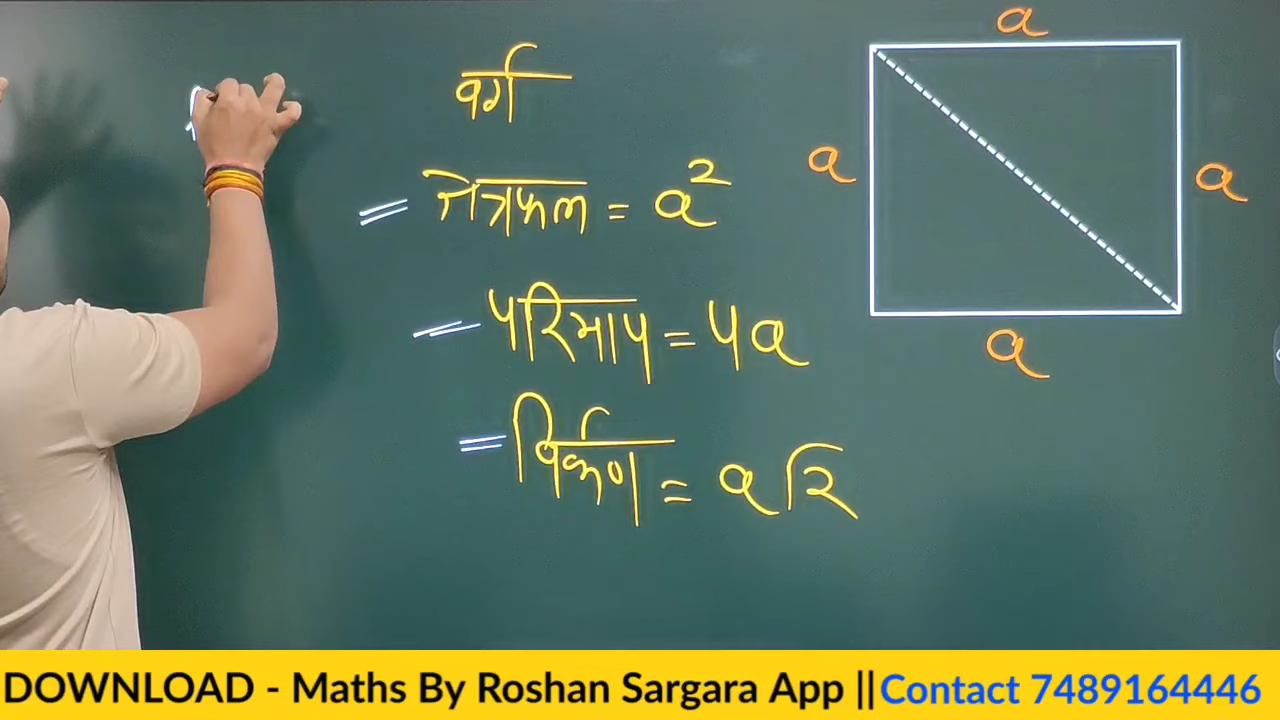 a
वर्ग
a
a
क्षेत्रफल = a²
परिमाप = 4a
a
विकर्ण = a√2
DOWNLOAD - Maths By Roshan Sargara App || Contact 7489164446